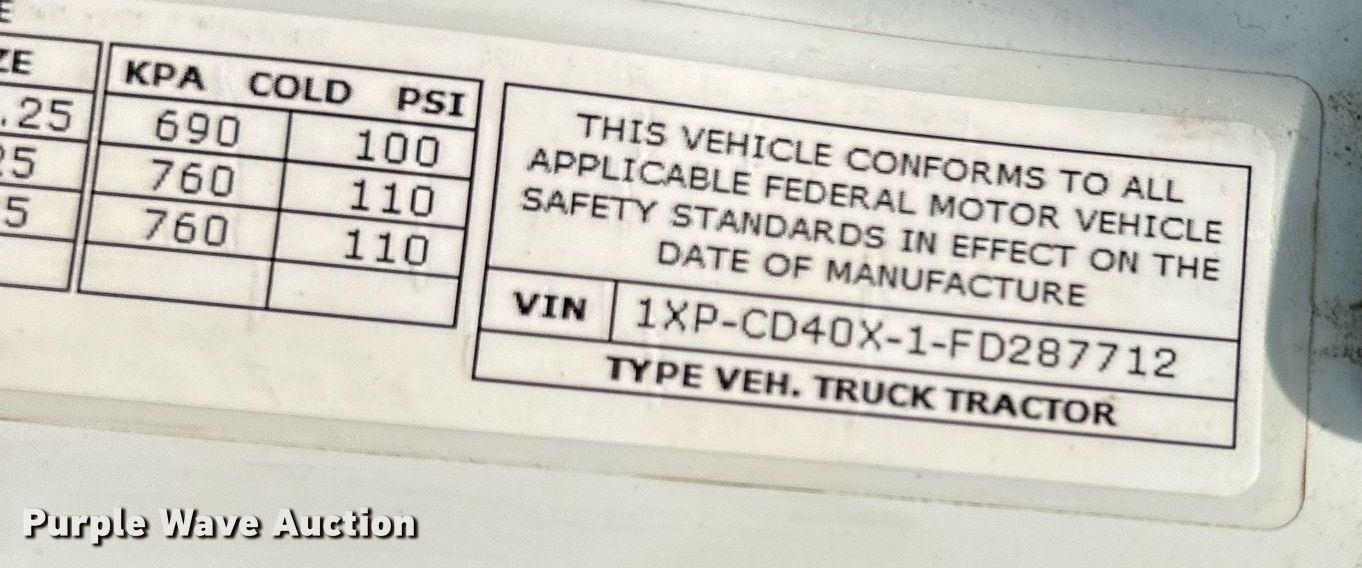 E
ZE
.25
25
5
KPA COLD PSI
690 100
760 110
760 110
THIS VEHICLE CONFORMS TO ALL
APPLICABLE FEDERAL MOTOR VEHICLE
SAFETY STANDARDS IN EFFECT ON THE
DATE OF MANUFACTURE
VIN 1XP-CD40X-1-FD287712
TYPE VEH. TRUCK TRACTOR
Purple Wave Auction